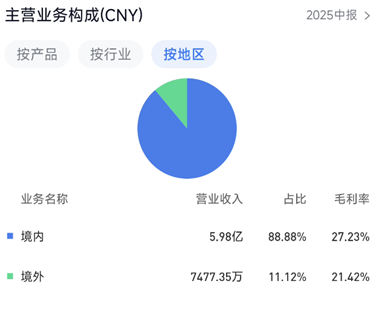 主营业务构成(CNY) 2025中报 >
按产品 按行业 按地区
业务名称 营业收入 占比 毛利率
境内 5.98亿 88.88% 27.23%
境外 7477.35万 11.12% 21.42%